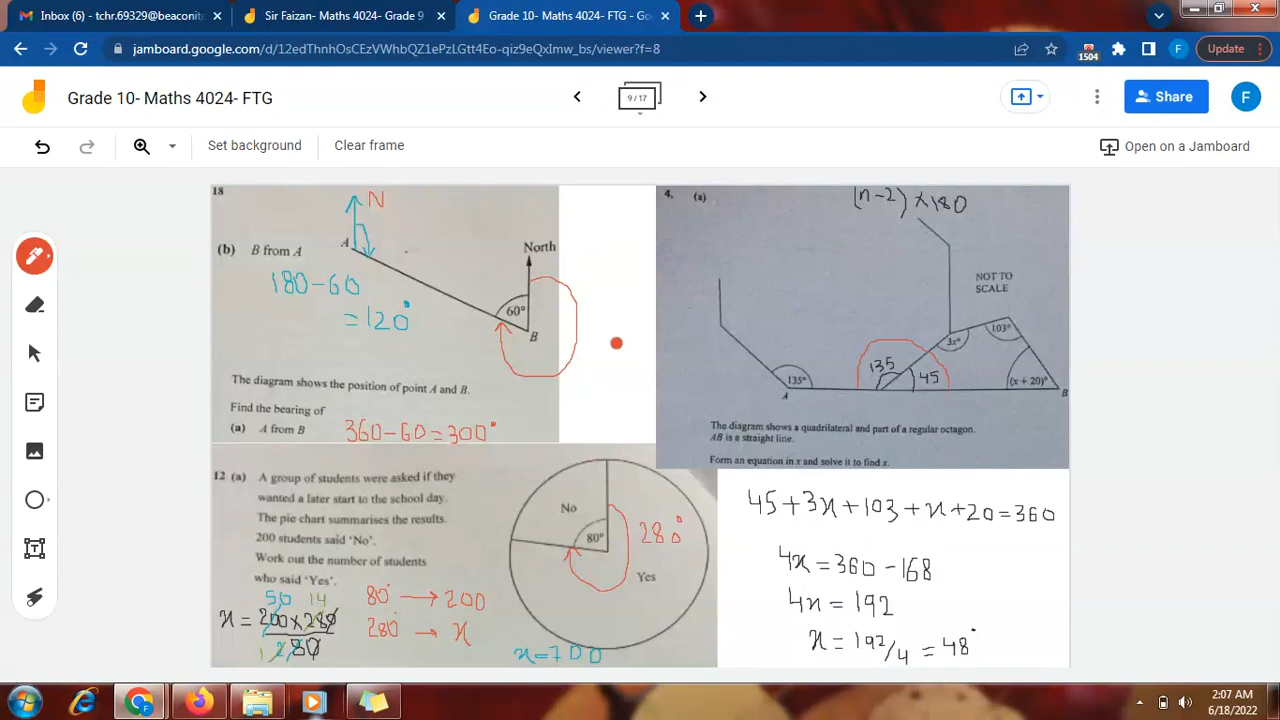 Inbox (6) - tchr.69329@beaconit
Sir Faizan- Maths 4024- Grade 9
Grade 10- Maths 4024- FTG - Go
jamboard.google.com/d/12edThnhOsCEzVWhbQZ1ePzLGtt4Eo-qiz9eQxImw_bs/viewer?f=8
1504
F
Update
Grade 10- Maths 4024- FTG
9 / 17
Share
F
Set background
Clear frame
Open on a Jamboard
18
N
A
(b) B from A
North
180-60
=120°
60°
B
The diagram shows the position of point A and B.
Find the bearing of
(a) A from B
360-60=300°
4. (a)
(n-2) x180
NOT TO
SCALE
103°
3x°
135
45
135°
(x + 20)°
A
B
The diagram shows a quadrilateral and part of a regular octagon.
AB is a straight line.
Form an equation in x and solve it to find x.
12 (a) A group of students were asked if they
wanted a later start to the school day.
The pie chart summarises the results.
200 students said 'No'.
Work out the number of students
who said 'Yes'.
No
80°
280°
Yes
50 14
x = 200x280
80
80° → 200
280° → x
x=700
45+3x+103+x+20=360
4x = 360 -168
4x = 192
x = 192/4 = 48°
2:07 AM
6/18/2022